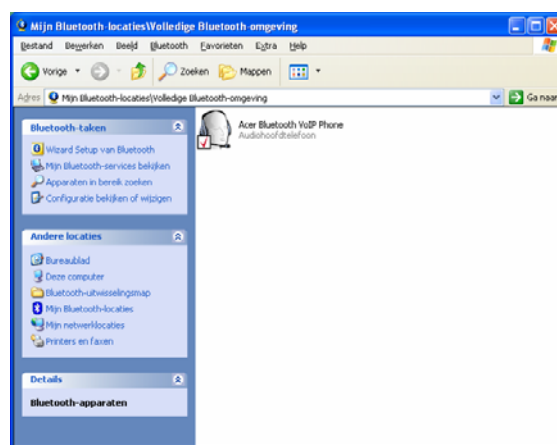 Mijn Bluetooth-locaties\Volledige Bluetooth-omgeving
Bestand Bewerken Beeld Bluetooth Favorieten Extra Help
Vorige Zoeken Mappen
Adres Mijn Bluetooth-locaties\Volledige Bluetooth-omgeving Ga naar
Bluetooth-taken
Wizard Setup van Bluetooth
Mijn Bluetooth-services bekijken
Apparaten in bereik zoeken
Configuratie bekijken of wijzigen
Andere locaties
Bureaublad
Deze computer
Bluetooth-uitwisselingsmap
Mijn Bluetooth-locaties
Mijn netwerklocaties
Printers en faxen
Details
Bluetooth-apparaten
Acer Bluetooth VoIP Phone
Audiohoofdtelefoon